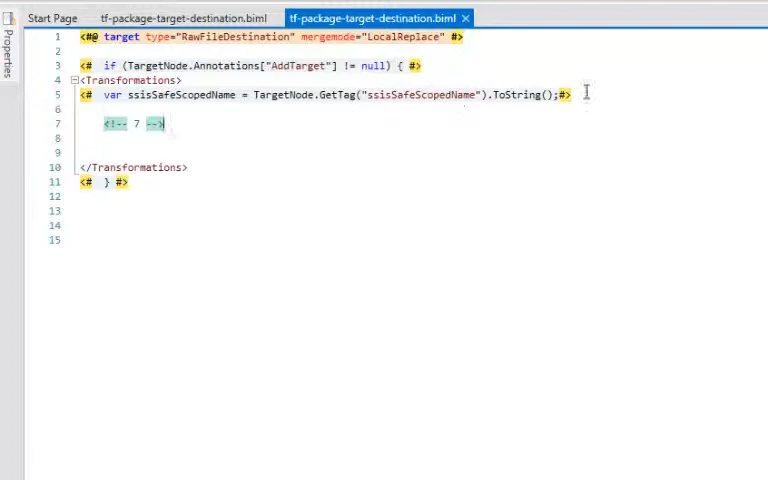 Start Page tf-package-target-destination.biml tf-package-target-destination.biml ×
Properties
1 <#@ target type="RawFileDestination" mergemode="LocalReplace" #>
2
3 <# if (TargetNode.Annotations["AddTarget"] != null) { #>
4 <Transformations>
5 <# var ssisSafeScopedName = TargetNode.GetTag("ssisSafeScopedName").ToString();#>
6
7 <!-- 7 -->
8
9
10 </Transformations>
11 <# } #>
12
13
14
15